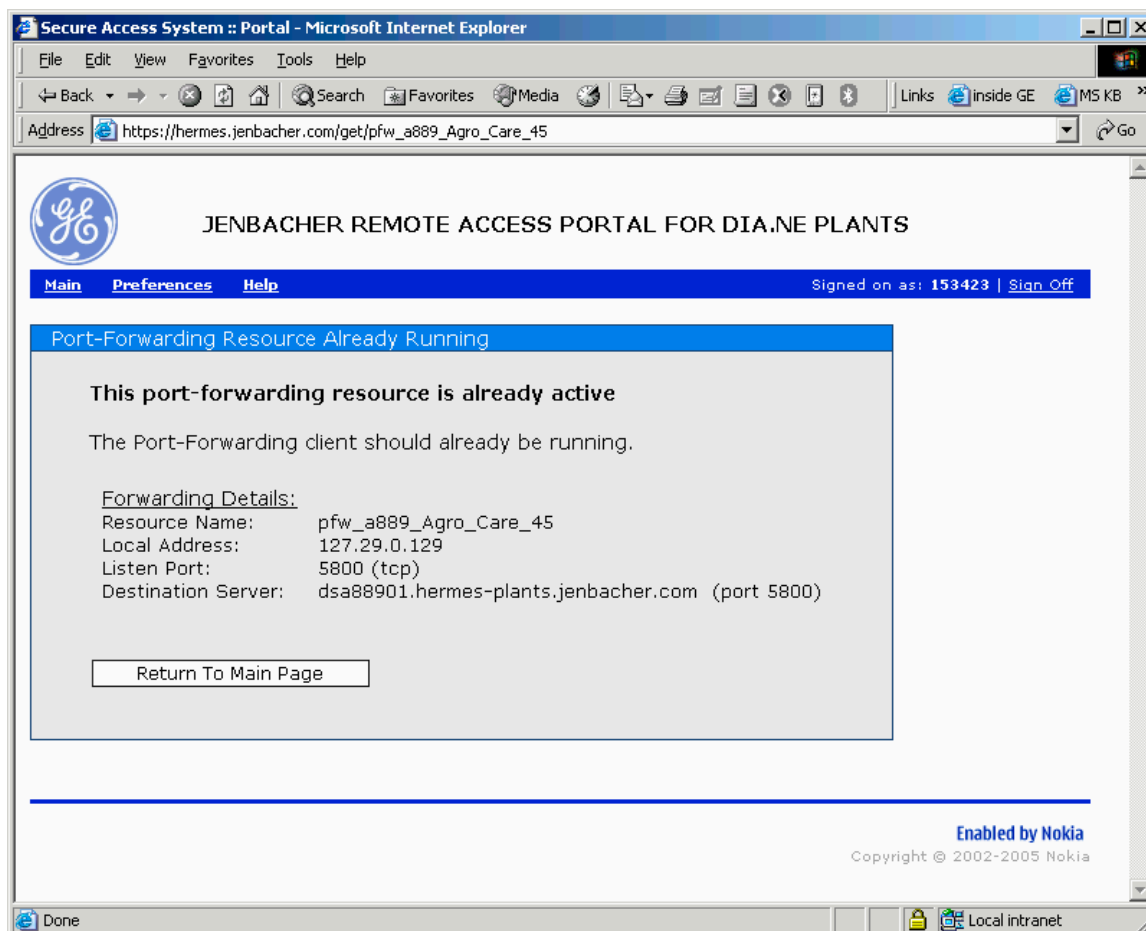 Secure Access System :: Portal - Microsoft Internet Explorer
File Edit View Favorites Tools Help
Back Search Favorites Media Links inside GE MS KB »
Address https://hermes.jenbacher.com/get/pfw_a889_Agro_Care_45 Go
GE
JENBACHER REMOTE ACCESS PORTAL FOR DIA.NE PLANTS
Main Preferences Help Signed on as: 153423 | Sign Off
Port-Forwarding Resource Already Running
This port-forwarding resource is already active
The Port-Forwarding client should already be running.
Forwarding Details:
Resource Name: pfw_a889_Agro_Care_45
Local Address: 127.29.0.129
Listen Port: 5800 (tcp)
Destination Server: dsa88901.hermes-plants.jenbacher.com (port 5800)
Return To Main Page
Enabled by Nokia
Copyright © 2002-2005 Nokia
Done Local intranet